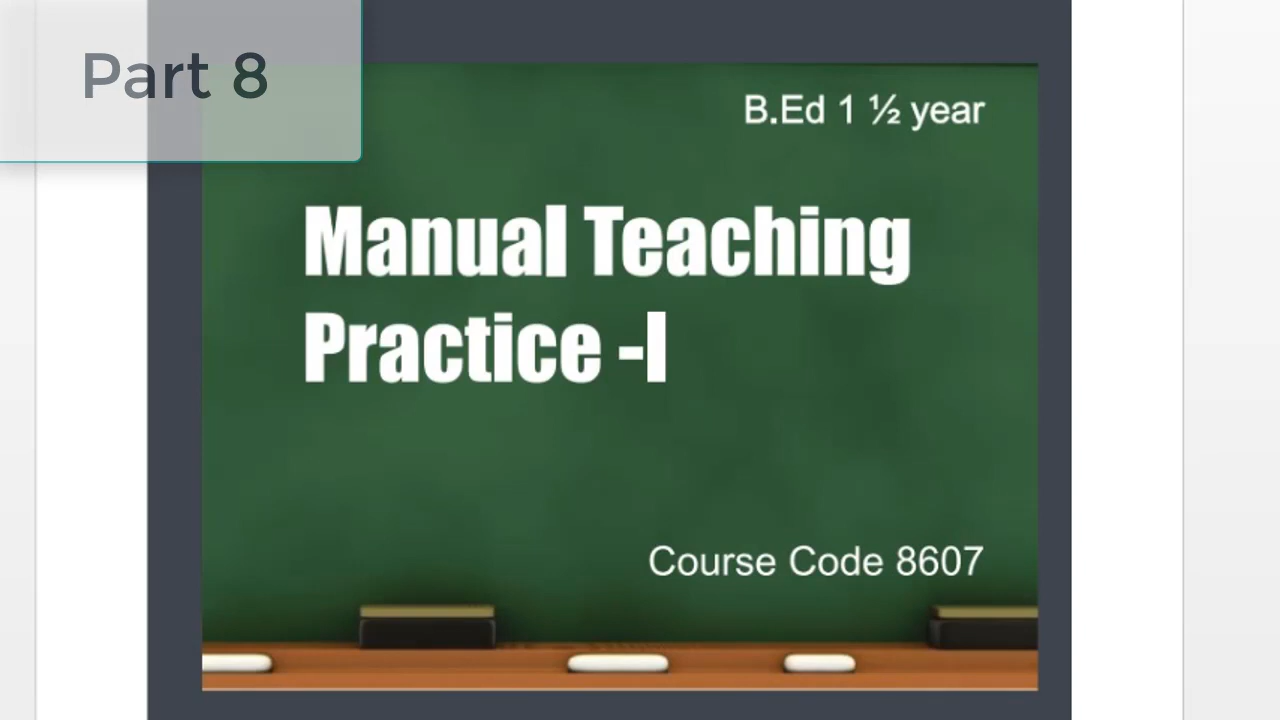 Part 8
B.Ed 1 ½ year
Manual Teaching
Practice -I
Course Code 8607